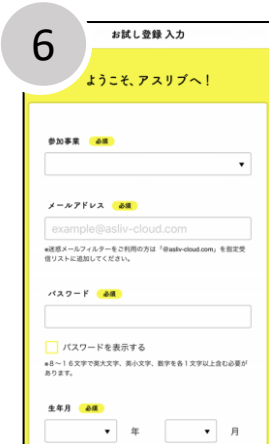 6
お試し登録 入力
ようこそ、アスリブへ！
参加事業 必須
メールアドレス 必須
example@asliv-cloud.com
※迷惑メールフィルターをご利用の方は「@asliv-cloud.com」を指定受
信リストに追加してください。
パスワード 必須
パスワードを表示する
※８〜１６文字で英大文字、英小文字、数字を各１文字以上含む必要が
あります。
生年月 必須
年 月